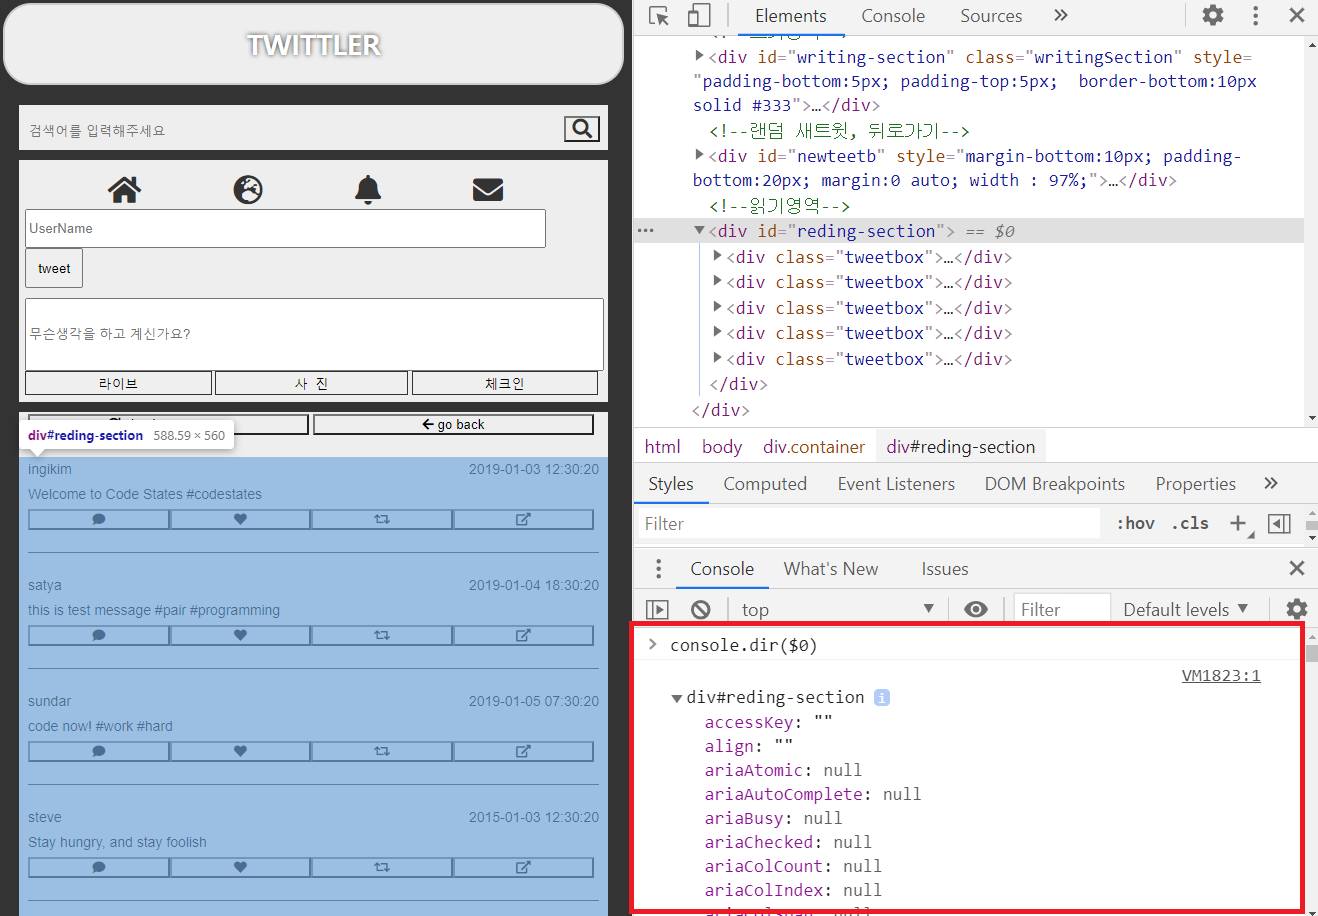 TWITTLER
검색어를 입력해주세요
UserName
tweet
무슨생각을 하고 계신가요?
라이브
사 진
체크인
go back
div#reding-section 588.59 × 560
ingikim 2019-01-03 12:30:20
Welcome to Code States #codestates
satya 2019-01-04 18:30:20
this is test message #pair #programming
sundar 2019-01-05 07:30:20
code now! #work #hard
steve 2015-01-03 12:30:20
Stay hungry, and stay foolish
Elements Console Sources »
<div id="writing-section" class="writingSection" style=
"padding-bottom:5px; padding-top:5px;  border-bottom:10px
solid #333">…</div>
<!--랜덤 새트윗, 뒤로가기-->
<div id="newteetb" style="margin-bottom:10px; padding-
bottom:20px; margin:0 auto; width : 97%;">…</div>
<!--읽기영역-->
<div id="reding-section"> == $0
<div class="tweetbox">…</div>
<div class="tweetbox">…</div>
<div class="tweetbox">…</div>
<div class="tweetbox">…</div>
<div class="tweetbox">…</div>
</div>
</div>
html body div.container div#reding-section
Styles Computed Event Listeners DOM Breakpoints Properties »
Filter :hov .cls +
Console What's New Issues
top Filter Default levels ▼
> console.dir($0)
VM1823:1
div#reding-section i
accessKey: ""
align: ""
ariaAtomic: null
ariaAutoComplete: null
ariaBusy: null
ariaChecked: null
ariaColCount: null
ariaColIndex: null